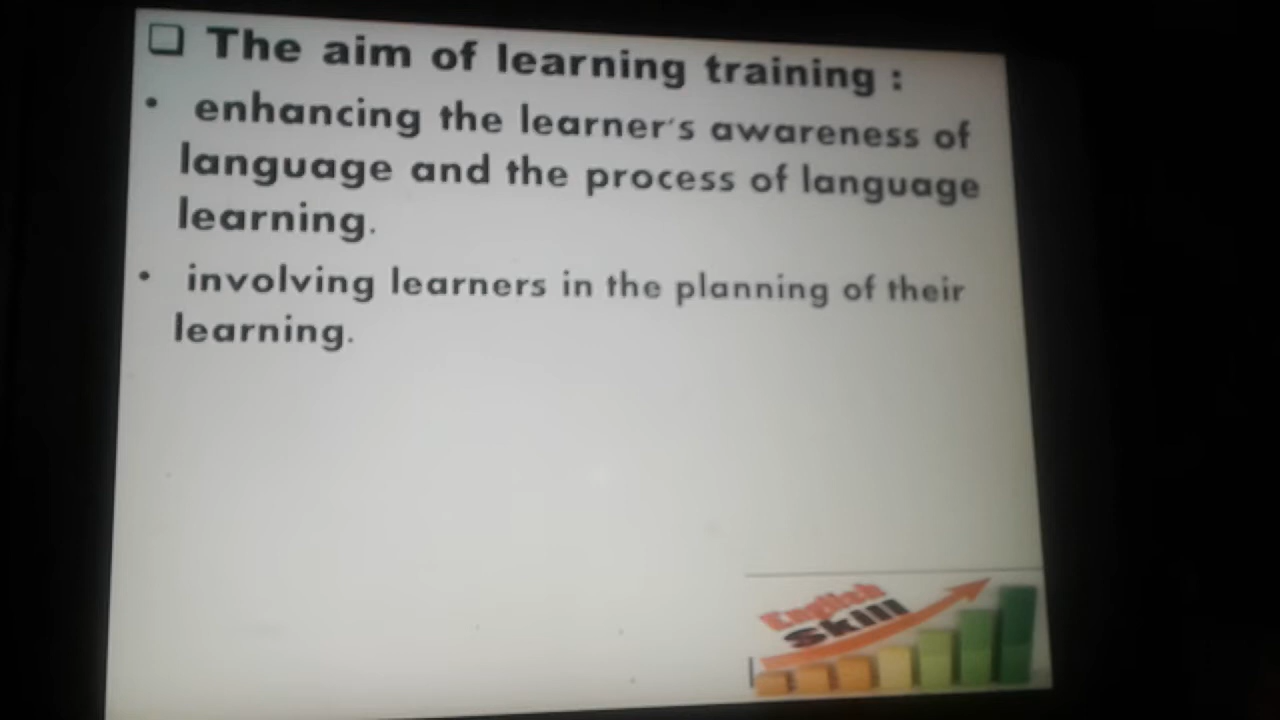 ❑ The aim of learning training :
• enhancing the learner's awareness of
language and the process of language
learning.
• involving learners in the planning of their
learning.
English
Skill